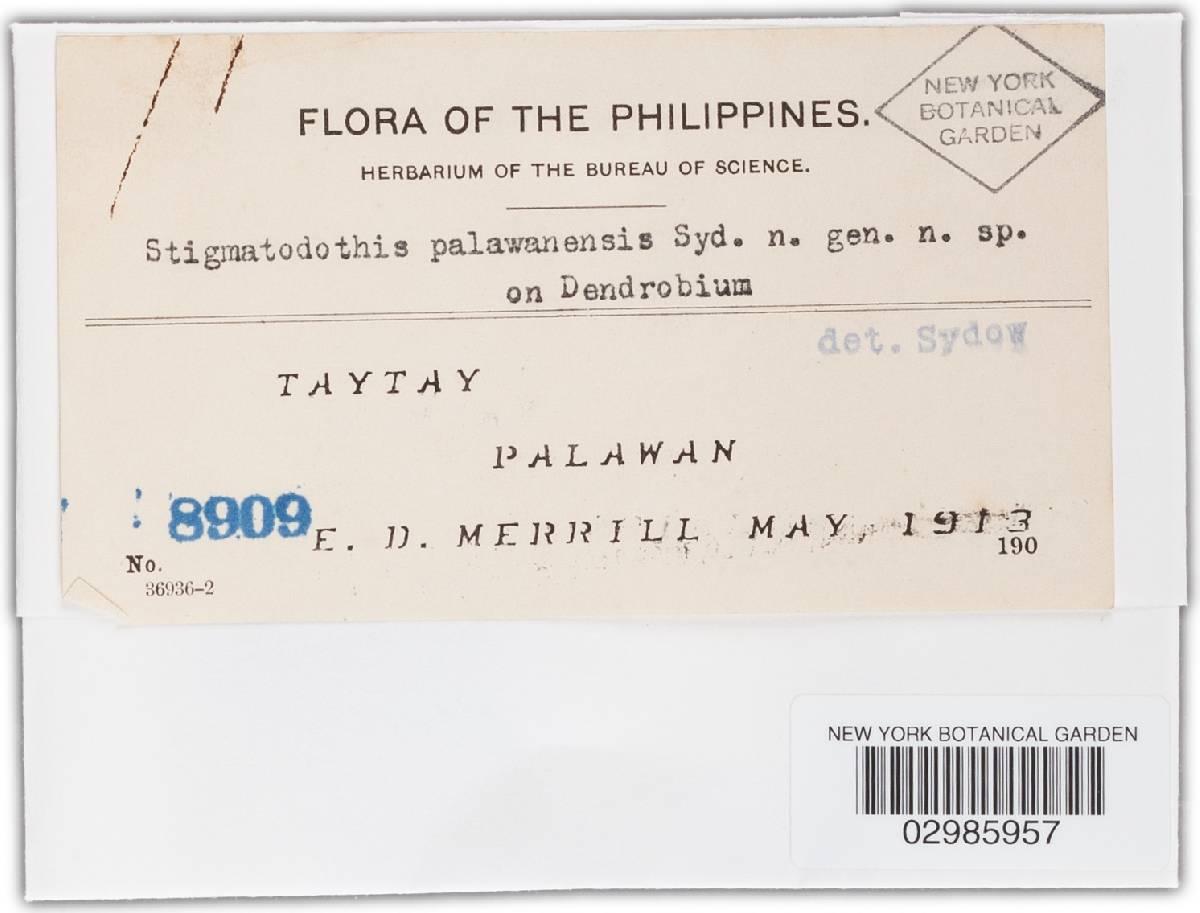 NEW YORK
BOTANICAL
GARDEN
FLORA OF THE PHILIPPINES.
HERBARIUM OF THE BUREAU OF SCIENCE.
Stigmatodothis palawanensis Syd. n. gen. n. sp.
on Dendrobium
det. Sydow
TAYTAY
PALAWAN
8909 E. D. MERRILL MAY, 1913
No. 190
36936-2
NEW YORK BOTANICAL GARDEN
02985957